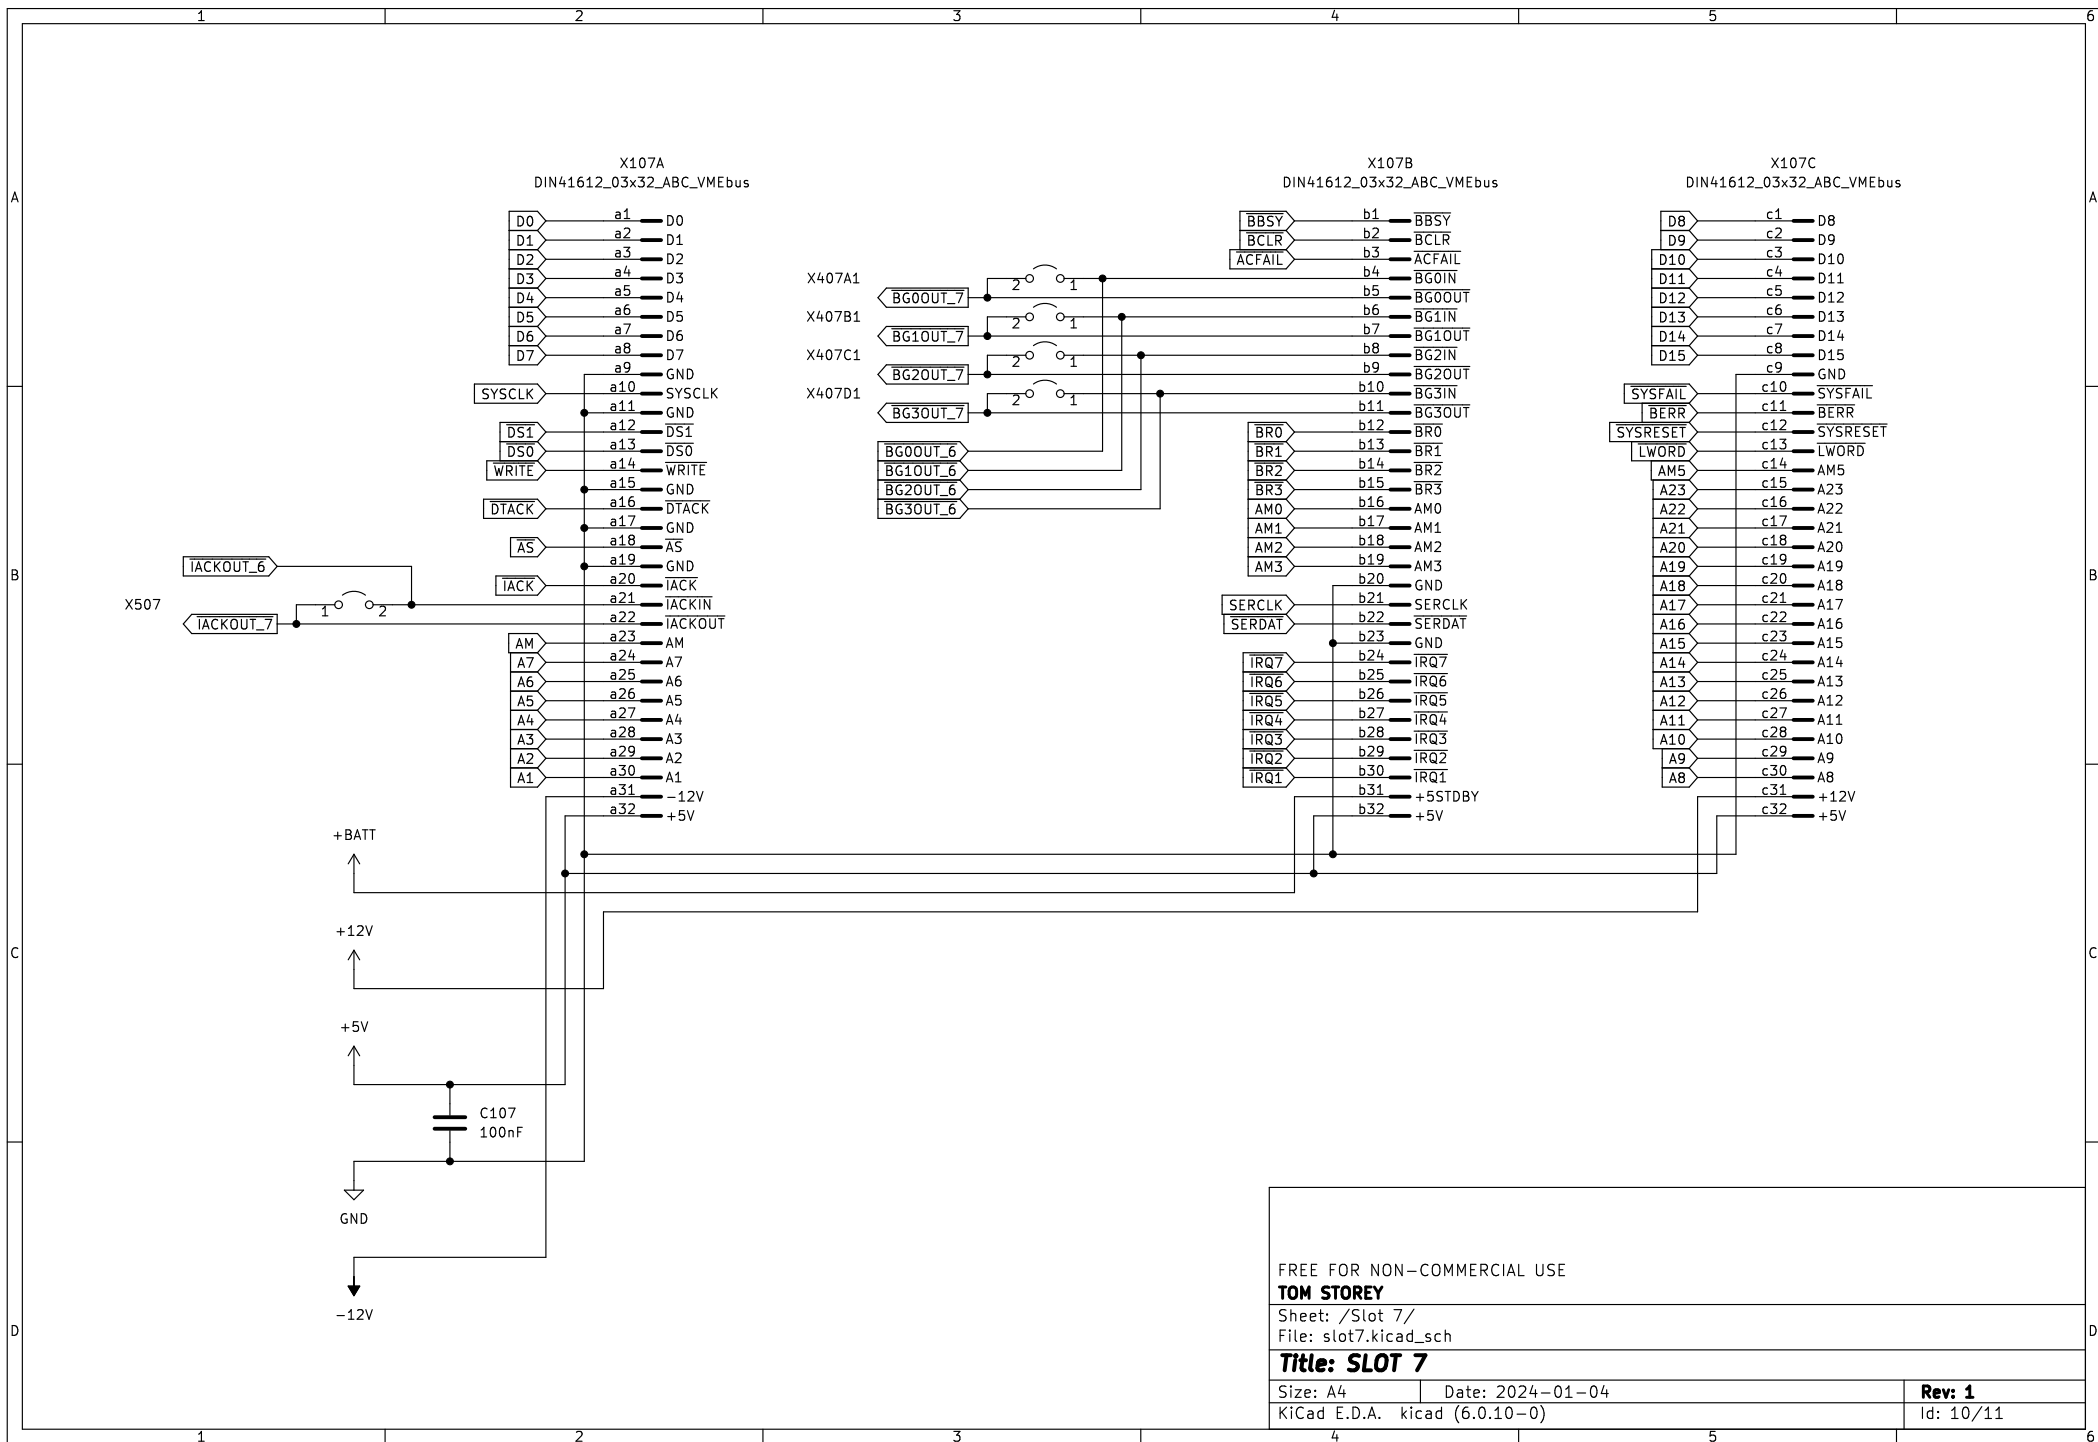 1 2 3 4 5 6
A A
B B
C C
D D
X107A
DIN41612_03x32_ABC_VMEbus
D0 a1 D0
D1 a2 D1
D2 a3 D2
D3 a4 D3
D4 a5 D4
D5 a6 D5
D6 a7 D6
D7 a8 D7
a9 GND
SYSCLK a10 SYSCLK
a11 GND
DS1 a12 DS1
DS0 a13 DS0
WRITE a14 WRITE
a15 GND
DTACK a16 DTACK
a17 GND
AS a18 AS
a19 GND
IACK a20 IACK
a21 IACKIN
a22 IACKOUT
AM a23 AM
A7 a24 A7
A6 a25 A6
A5 a26 A5
A4 a27 A4
A3 a28 A3
A2 a29 A2
A1 a30 A1
a31 -12V
a32 +5V
IACKOUT_6
X507 1 2
IACKOUT_7
X407A1 2 1
BG0OUT_7
X407B1 2 1
BG1OUT_7
X407C1 2 1
BG2OUT_7
X407D1 2 1
BG3OUT_7
BG0OUT_6
BG1OUT_6
BG2OUT_6
BG3OUT_6
X107B
DIN41612_03x32_ABC_VMEbus
BBSY b1 BBSY
BCLR b2 BCLR
ACFAIL b3 ACFAIL
b4 BG0IN
b5 BG0OUT
b6 BG1IN
b7 BG1OUT
b8 BG2IN
b9 BG2OUT
b10 BG3IN
b11 BG3OUT
BR0 b12 BR0
BR1 b13 BR1
BR2 b14 BR2
BR3 b15 BR3
AM0 b16 AM0
AM1 b17 AM1
AM2 b18 AM2
AM3 b19 AM3
b20 GND
SERCLK b21 SERCLK
SERDAT b22 SERDAT
b23 GND
IRQ7 b24 IRQ7
IRQ6 b25 IRQ6
IRQ5 b26 IRQ5
IRQ4 b27 IRQ4
IRQ3 b28 IRQ3
IRQ2 b29 IRQ2
IRQ1 b30 IRQ1
b31 +5STDBY
b32 +5V
X107C
DIN41612_03x32_ABC_VMEbus
D8 c1 D8
D9 c2 D9
D10 c3 D10
D11 c4 D11
D12 c5 D12
D13 c6 D13
D14 c7 D14
D15 c8 D15
c9 GND
SYSFAIL c10 SYSFAIL
BERR c11 BERR
SYSRESET c12 SYSRESET
LWORD c13 LWORD
AM5 c14 AM5
A23 c15 A23
A22 c16 A22
A21 c17 A21
A20 c18 A20
A19 c19 A19
A18 c20 A18
A17 c21 A17
A16 c22 A16
A15 c23 A15
A14 c24 A14
A13 c25 A13
A12 c26 A12
A11 c27 A11
A10 c28 A10
A9 c29 A9
A8 c30 A8
c31 +12V
c32 +5V
+BATT
+12V
+5V
C107
100nF
GND
-12V
FREE FOR NON-COMMERCIAL USE
TOM STOREY
Sheet: /Slot 7/
File: slot7.kicad_sch
Title: SLOT 7
Size: A4 Date: 2024-01-04 Rev: 1
KiCad E.D.A. kicad (6.0.10-0) Id: 10/11
1 2 3 4 5 6